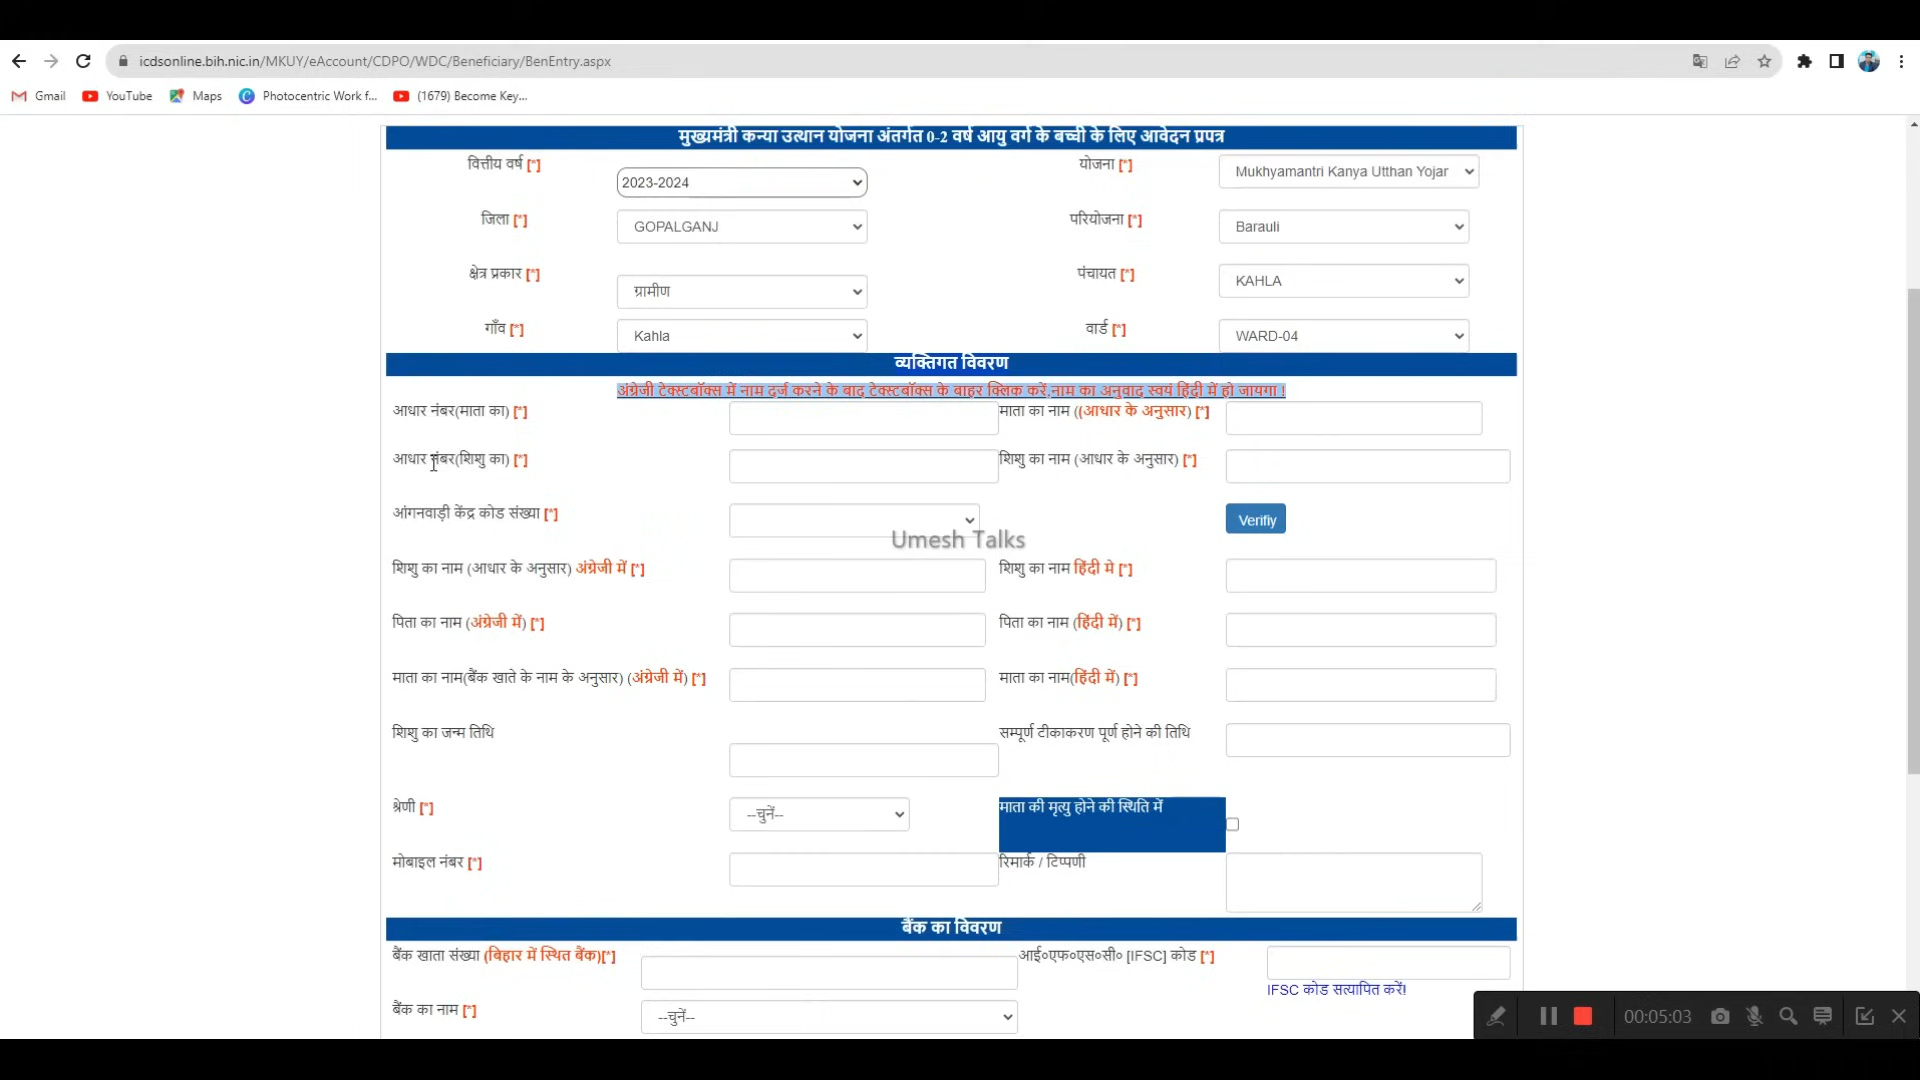 icdsonline.bih.nic.in/MKUY/eAccount/CDPO/WDC/Beneficiary/BenEntry.aspx
Gmail YouTube Maps Photocentric Work f... (1679) Become Key...
मुख्यमंत्री कन्या उत्थान योजना अंतर्गत 0-2 वर्ष आयु वर्ग के बच्ची के लिए आवेदन प्रपत्र
वित्तीय वर्ष [*] 2023-2024 योजना [*] Mukhyamantri Kanya Utthan Yojar
जिला [*] GOPALGANJ परियोजना [*] Barauli
क्षेत्र प्रकार [*] ग्रामीण पंचायत [*] KAHLA
गाँव [*] Kahla वार्ड [*] WARD-04
व्यक्तिगत विवरण
अंग्रेजी टेक्स्टबॉक्स में नाम दर्ज करने के बाद टेक्स्टबॉक्स के बाहर क्लिक करें,नाम का अनुवाद स्वयं हिंदी में हो जायगा !
आधार नंबर(माता का) [*] माता का नाम ((आधार के अनुसार) [*]
आधार नंबर(शिशु का) [*] शिशु का नाम (आधार के अनुसार) [*]
आंगनवाड़ी केंद्र कोड संख्या [*] Verifiy
Umesh Talks
शिशु का नाम (आधार के अनुसार) अंग्रेजी में [*] शिशु का नाम हिंदी मे [*]
पिता का नाम (अंग्रेजी में) [*] पिता का नाम (हिंदी में) [*]
माता का नाम(बैंक खाते के नाम के अनुसार) (अंग्रेजी में) [*] माता का नाम(हिंदी में) [*]
शिशु का जन्म तिथि सम्पूर्ण टीकाकरण पूर्ण होने की तिथि
श्रेणी [*] --चुनें-- माता की मृत्यु होने की स्थिति में
मोबाइल नंबर [*] रिमार्क / टिप्पणी
बैंक का विवरण
बैंक खाता संख्या (बिहार में स्थित बैंक)[*] आई०एफ०एस०सी० [IFSC] कोड [*]
IFSC कोड सत्यापित करें!
बैंक का नाम [*] --चुनें--
00:05:03